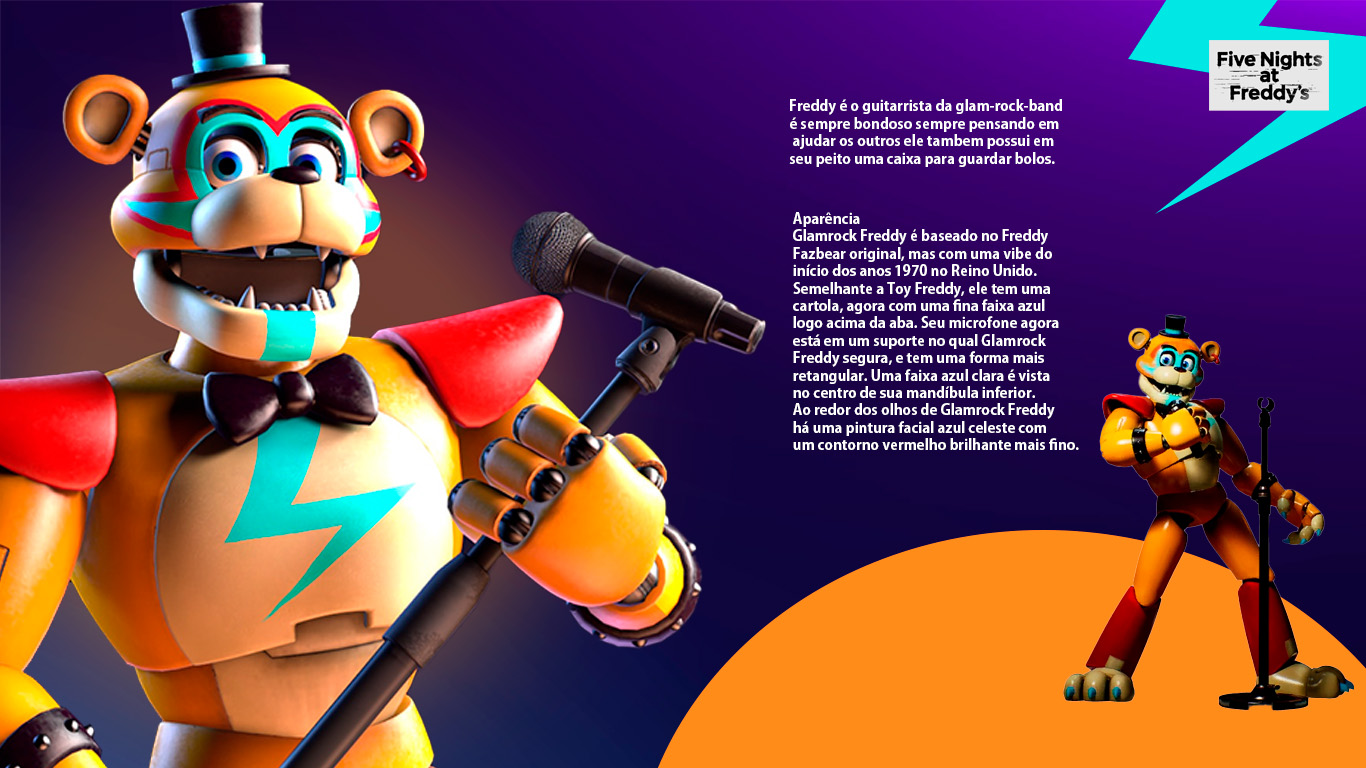 Five Nights
at
Freddy's
Freddy é o guitarrista da glam-rock-band
é sempre bondoso sempre pensando em
ajudar os outros ele tambem possui em
seu peito uma caixa para guardar bolos.
Aparência
Glamrock Freddy é baseado no Freddy
Fazbear original, mas com uma vibe do
início dos anos 1970 no Reino Unido.
Semelhante a Toy Freddy, ele tem uma
cartola, agora com uma fina faixa azul
logo acima da aba. Seu microfone agora
está em um suporte no qual Glamrock
Freddy segura, e tem uma forma mais
retangular. Uma faixa azul clara é vista
no centro de sua mandíbula inferior.
Ao redor dos olhos de Glamrock Freddy
há uma pintura facial azul celeste com
um contorno vermelho brilhante mais fino.